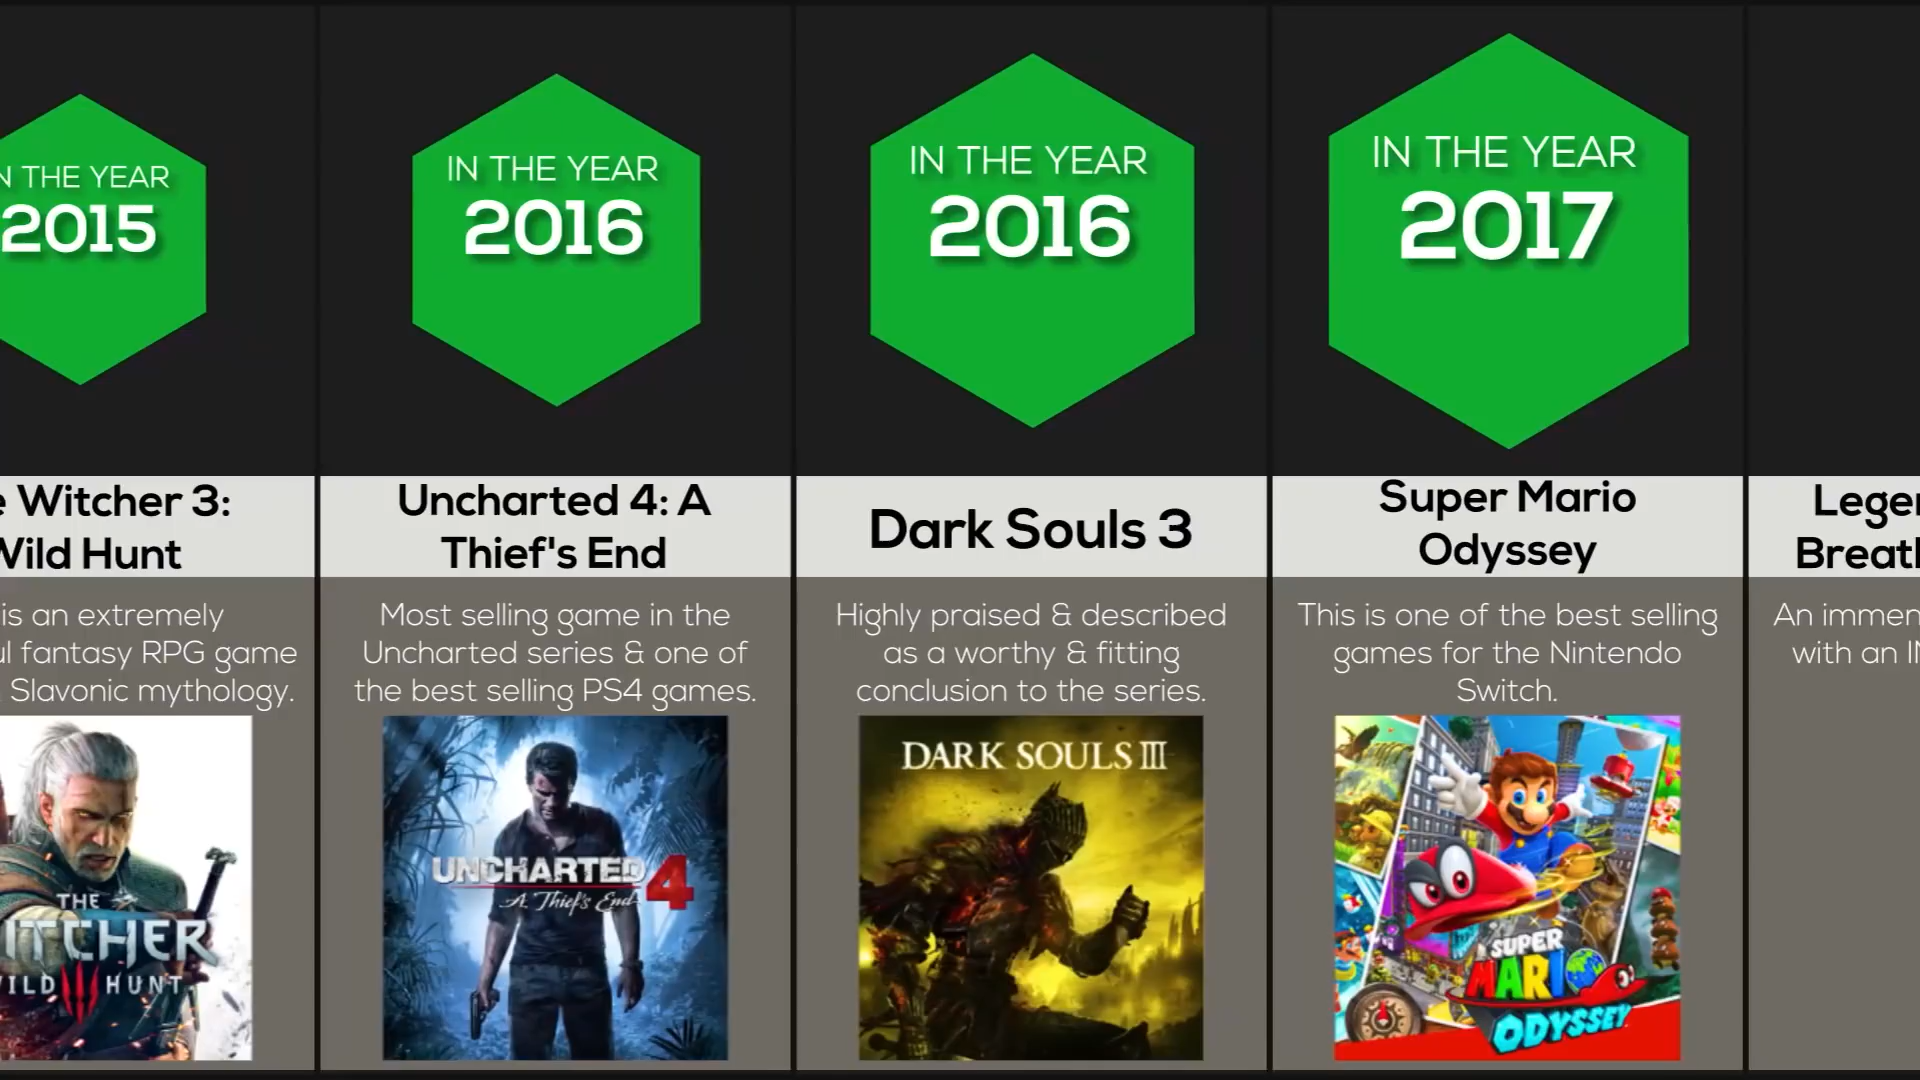 N THE YEAR
2015
e Witcher 3:
Wild Hunt
is an extremely
ul fantasy RPG game
Slavonic mythology.
THE
ITCHER
ILD HUNT
IN THE YEAR
2016
Uncharted 4: A
Thief's End
Most selling game in the
Uncharted series & one of
the best selling PS4 games.
UNCHARTED 4
A Thief's End
IN THE YEAR
2016
Dark Souls 3
Highly praised & described
as a worthy & fitting
conclusion to the series.
DARK SOULS III
IN THE YEAR
2017
Super Mario
Odyssey
This is one of the best selling
games for the Nintendo
Switch.
SUPER
MARIO
ODYSSEY
Legen
Breath
An immen
with an I